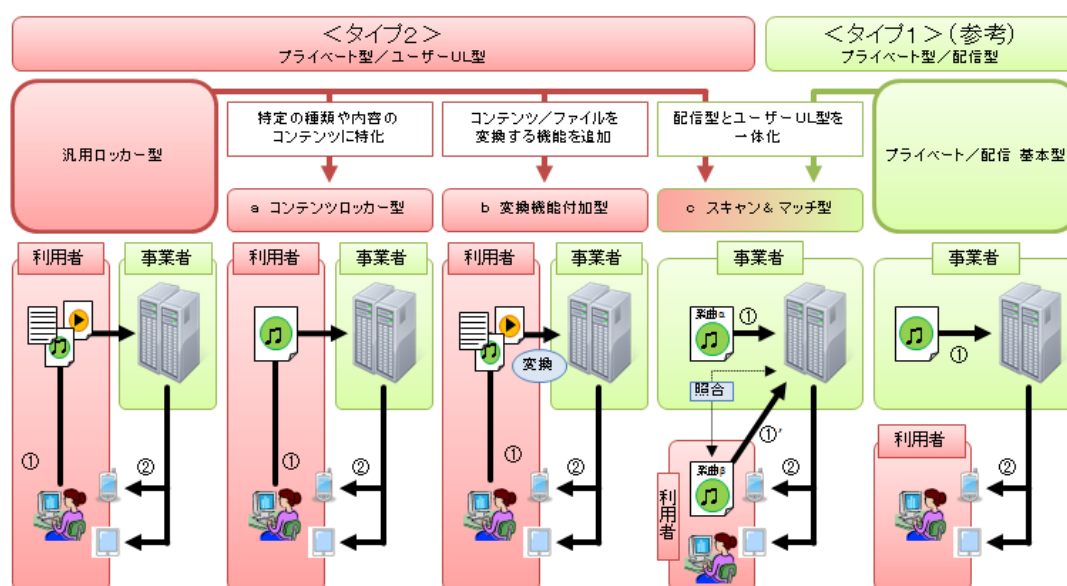 ＜タイプ２＞
プライベート型／ユーザーUL型
＜タイプ１＞(参考)
プライベート型／配信型
汎用ロッカー型
特定の種類や内容の
コンテンツに特化
コンテンツ／ファイルを
変換する機能を追加
配信型とユーザーUL型を
一体化
プライベート／配信 基本型
a コンテンツロッカー型
b 変換機能付加型
c スキャン＆マッチ型
利用者
事業者
①
②
利用者
事業者
①
②
利用者
事業者
変換
①
②
事業者
楽曲α
①
照合
①’
利用者
楽曲β
②
事業者
①
利用者
②